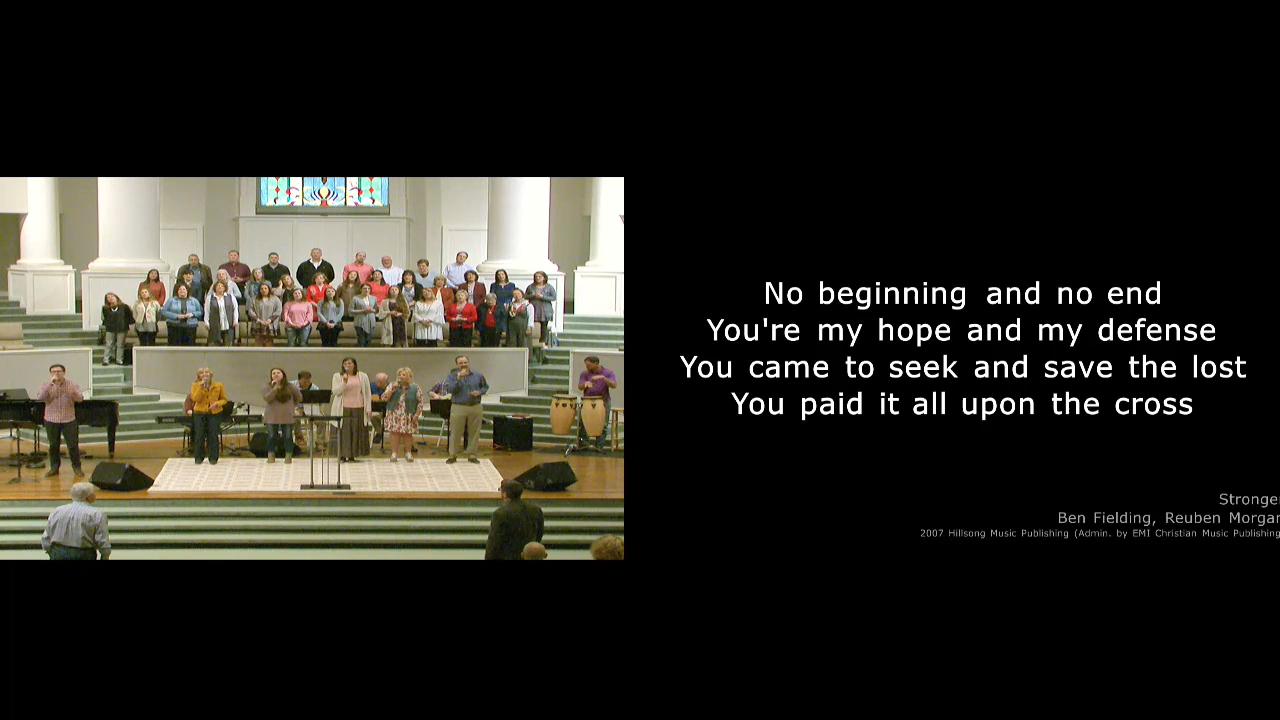 No beginning and no end
You're my hope and my defense
You came to seek and save the lost
You paid it all upon the cross
Stronge
Ben Fielding, Reuben Morga
2007 Hillsong Music Publishing (Admin. by EMI Christian Music Publishing